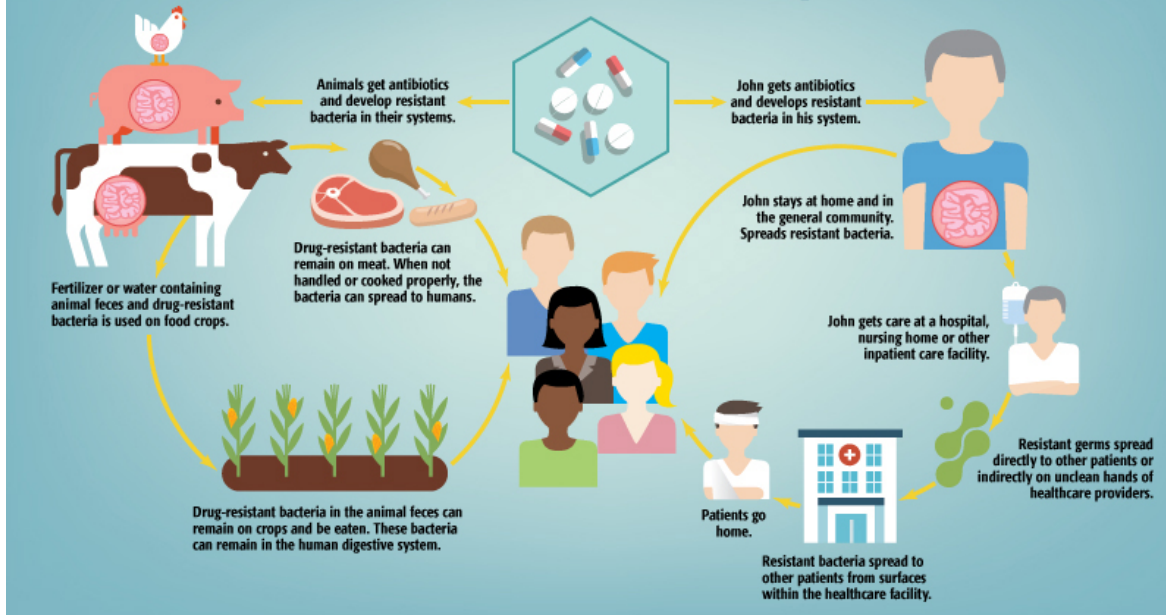 Animals get antibiotics
and develop resistant
bacteria in their systems.
John gets antibiotics
and develops resistant
bacteria in his system.
John stays at home and in
the general community.
Spreads resistant bacteria.
Drug-resistant bacteria can
remain on meat. When not
handled or cooked properly, the
bacteria can spread to humans.
Fertilizer or water containing
animal feces and drug-resistant
bacteria is used on food crops.
John gets care at a hospital,
nursing home or other
inpatient care facility.
Resistant germs spread
directly to other patients or
indirectly on unclean hands of
healthcare providers.
Drug-resistant bacteria in the animal feces can
remain on crops and be eaten. These bacteria
can remain in the human digestive system.
Patients go
home.
Resistant bacteria spread to
other patients from surfaces
within the healthcare facility.